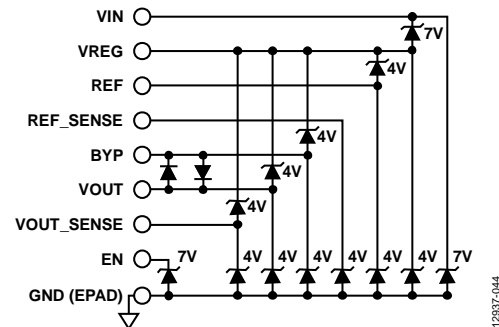 VIN
7V
VREG
4V
REF
REF_SENSE
4V
BYP
4V
VOUT
4V
VOUT_SENSE
EN
7V 4V 4V 4V 4V 4V 4V 7V
GND (EPAD)
12937-044